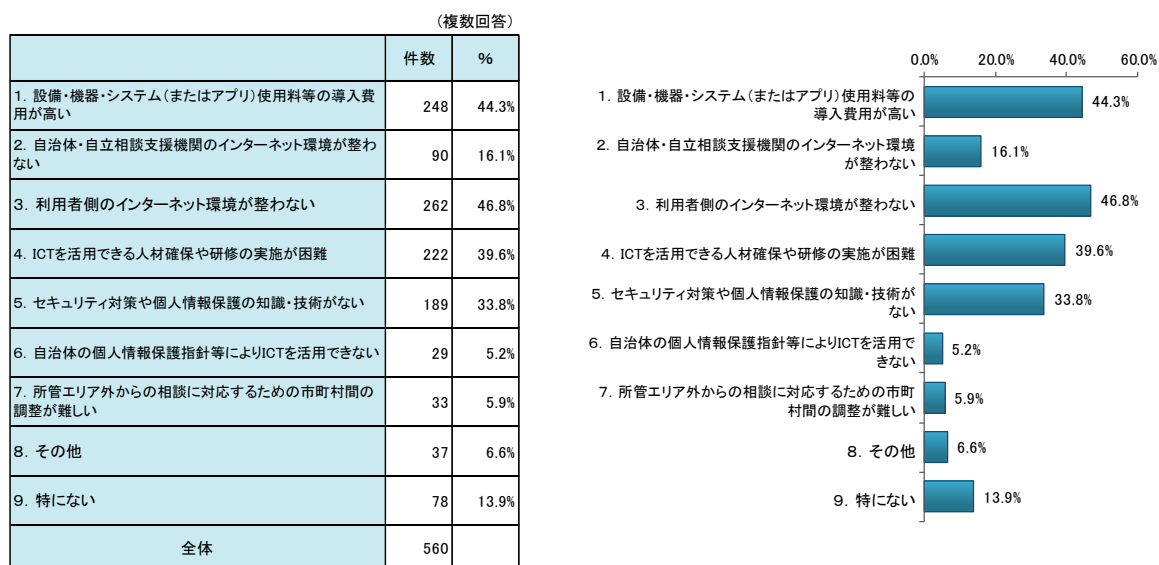 （複数回答）
件数 %
1．設備・機器・システム（またはアプリ）使用料等の導入費
用が高い
248 44.3%
2．自治体・自立相談支援機関のインターネット環境が整わ
ない
90 16.1%
3．利用者側のインターネット環境が整わない 262 46.8%
4．ICTを活用できる人材確保や研修の実施が困難 222 39.6%
5．セキュリティ対策や個人情報保護の知識・技術がない 189 33.8%
6．自治体の個人情報保護指針等によりICTを活用できない 29 5.2%
7．所管エリア外からの相談に対応するための市町村間の
調整が難しい
33 5.9%
8．その他 37 6.6%
9．特にない 78 13.9%
全体 560
0.0% 20.0% 40.0% 60.0%
1．設備・機器・システム（またはアプリ）使用料等の
導入費用が高い
44.3%
2．自治体・自立相談支援機関のインターネット環境
が整わない
16.1%
3．利用者側のインターネット環境が整わない 46.8%
4．ICTを活用できる人材確保や研修の実施が困難 39.6%
5．セキュリティ対策や個人情報保護の知識・技術が
ない
33.8%
6．自治体の個人情報保護指針等によりICTを活用で
きない
5.2%
7．所管エリア外からの相談に対応するための市町
村間の調整が難しい
5.9%
8．その他 6.6%
9．特にない 13.9%